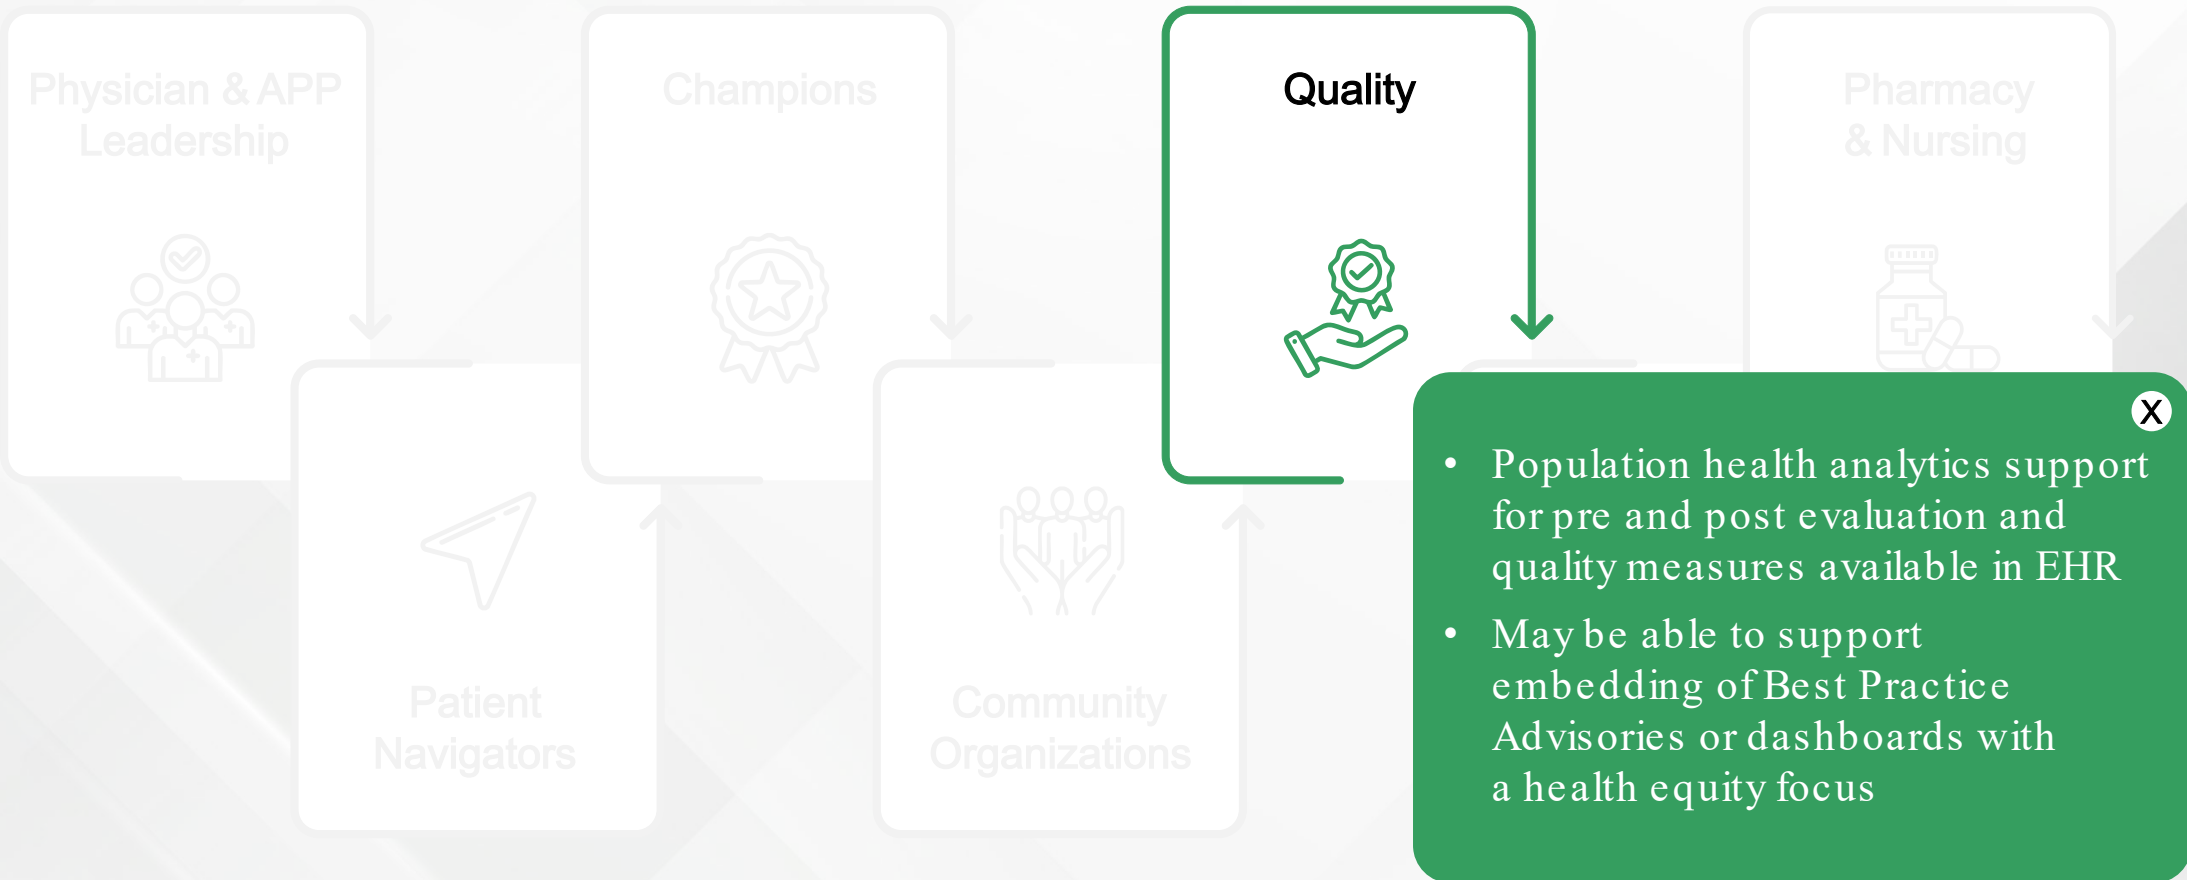 Physician & APP
Leadership
Champions
Quality
Pharmacy
& Nursing
Patient
Navigators
Community
Organizations
X
• Population health analytics support
for pre and post evaluation and
quality measures available in EHR
• May be able to support
embedding of Best Practice
Advisories or dashboards with
a health equity focus